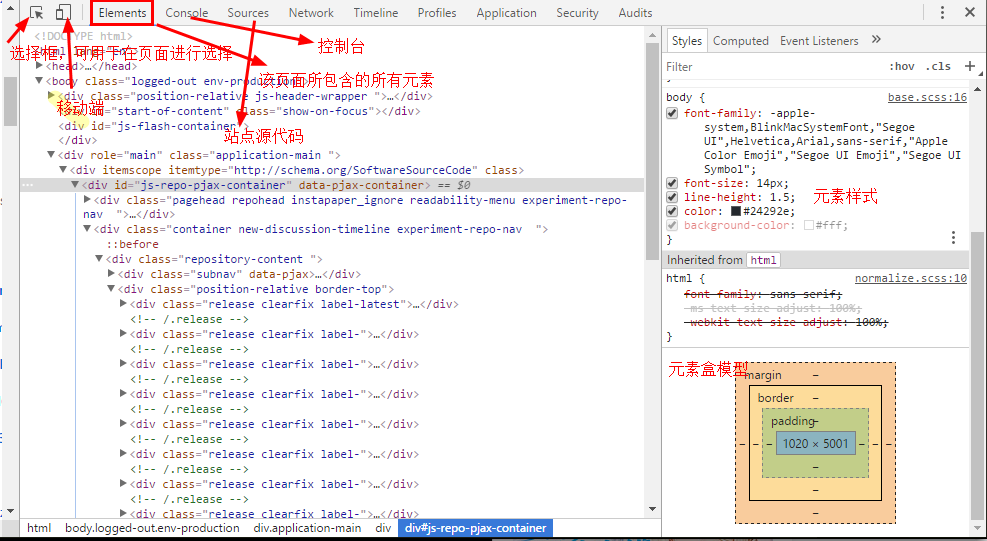 Elements Console Sources Network Timeline Profiles Application Security Audits
选择框，可用于在页面进行选择
控制台
该页面所包含的所有元素
移动端
站点源代码
<!DOCTYPE html>
<head>…</head>
<body class="logged-out env-production
<div class="position-relative js-header-wrapper ">…</div>
"start-of-content" class="show-on-focus"></div>
<div id="js-flash-container
</div>
<div role="main" class="application-main ">
<div itemscope itemtype="http://schema.org/SoftwareSourceCode" class>
… <div id="js-repo-pjax-container" data-pjax-container> == $0
<div class="pagehead repohead instapaper_ignore readability-menu experiment-repo-
nav ">…</div>
<div class="container new-discussion-timeline experiment-repo-nav ">
::before
<div class="repository-content ">
<div class="subnav" data-pjax>…</div>
<div class="position-relative border-top">
<div class="release clearfix label-latest">…</div>
<!-- /.release -->
<div class="release clearfix label-">…</div>
<!-- /.release -->
<div class="release clearfix label-">…</div>
<!-- /.release -->
<div class="release clearfix label-">…</div>
<!-- /.release -->
<div class="release clearfix label-">…</div>
<!-- /.release -->
<div class="release clearfix label-">…</div>
<!-- /.release -->
<div class="release clearfix label-">…</div>
<!-- /.release -->
<div class="release clearfix label-">…</div>
html body.logged-out.env-production div.application-main div div#js-repo-pjax-container
Styles Computed Event Listeners »
Filter :hov .cls +
body { base.scss:16
font-family: -apple-
system,BlinkMacSystemFont,"Segoe
UI",Helvetica,Arial,sans-serif,"Apple
Color Emoji","Segoe UI Emoji","Segoe UI
Symbol";
font-size: 14px;
line-height: 1.5;
元素样式
color: #24292e;
background-color: #fff;
}
Inherited from html
html { normalize.scss:10
font-family: sans-serif;
-ms-text-size-adjust: 100%;
-webkit-text-size-adjust: 100%;
}
元素盒模型
margin –
border –
padding –
– – – 1020 × 5001 – – –
–
–
–